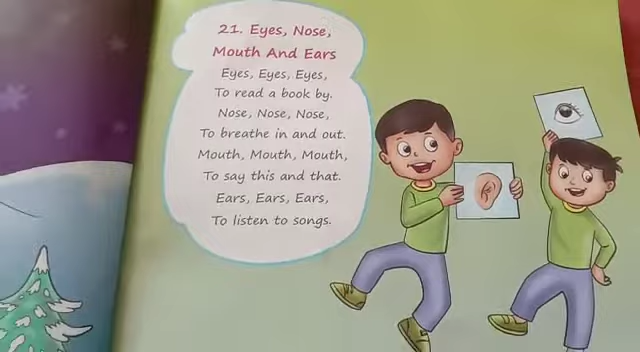 21. Eyes, Nose,
Mouth And Ears
Eyes, Eyes, Eyes,
To read a book by.
Nose, Nose, Nose,
To breathe in and out.
Mouth, Mouth, Mouth,
To say this and that.
Ears, Ears, Ears,
To listen to songs.